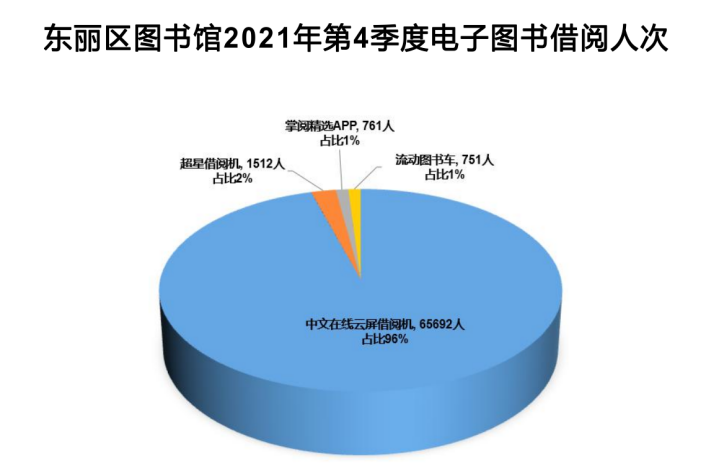 东丽区图书馆2021年第4季度电子图书借阅人次
掌阅精选APP, 761人
占比1%
超星借阅机, 1512人
占比2%
流动图书车, 751人
占比1%
中文在线云屏借阅机, 65692人
占比96%